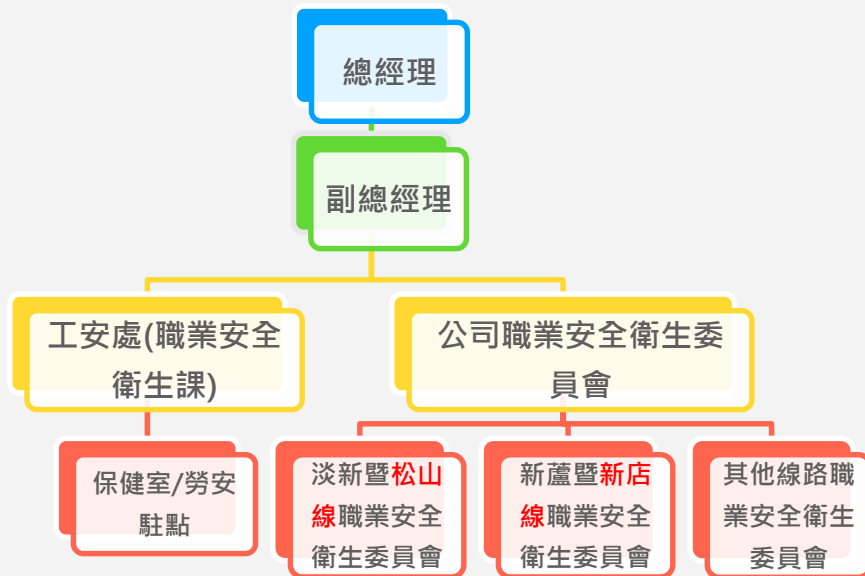 總經理
副總經理
工安處(職業安全
衛生課)
公司職業安全衛生委
員會
保健室/勞安
駐點
淡新暨松山
線職業安全
衛生委員會
新蘆暨新店
線職業安全
衛生委員會
其他線路職
業安全衛生
委員會